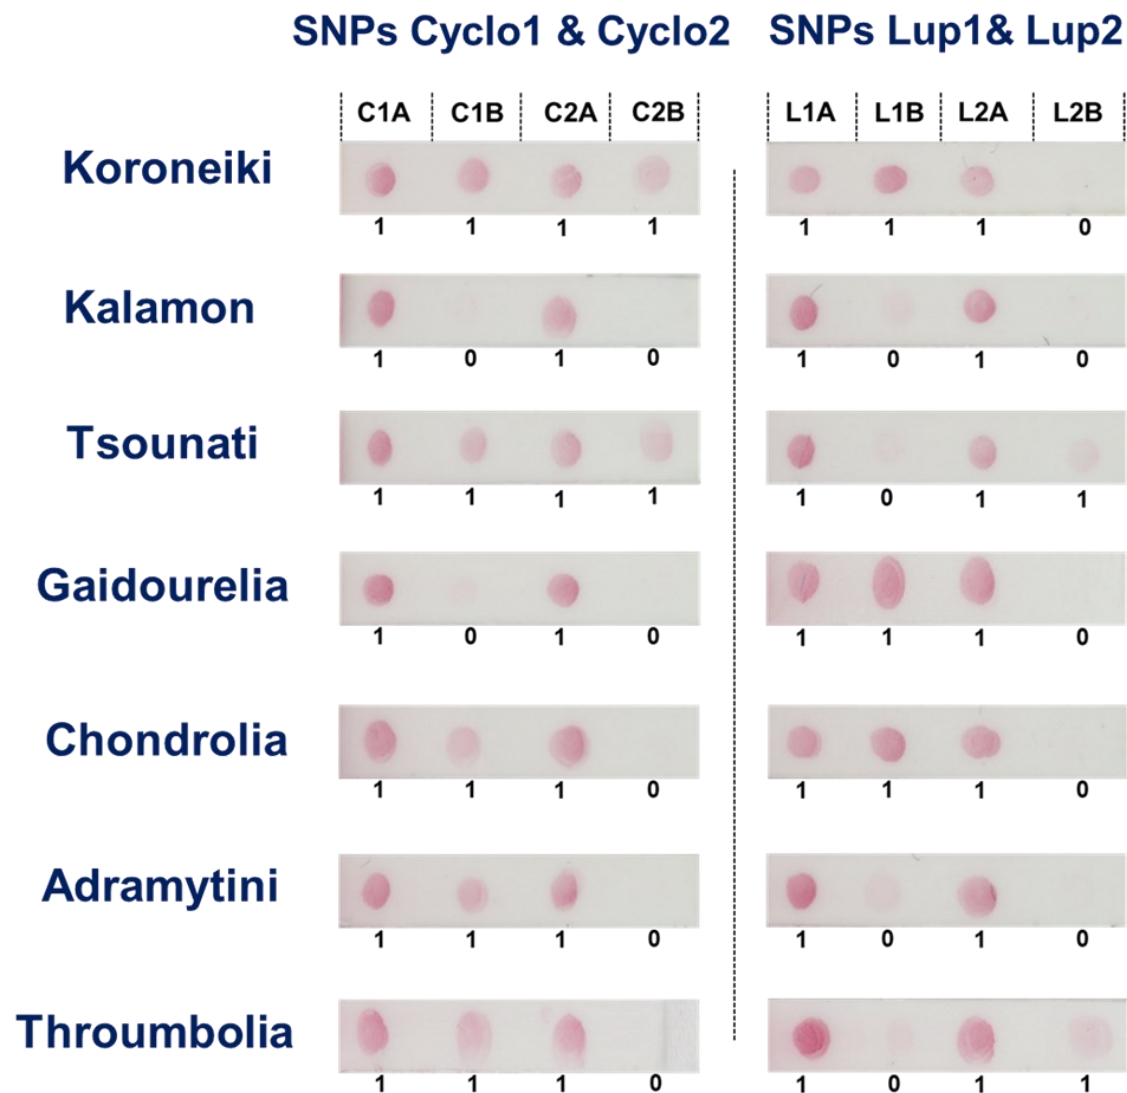 SNPs Cyclo1 & Cyclo2 SNPs Lup1& Lup2
C1A C1B C2A C2B L1A L1B L2A L2B
Koroneiki
1 1 1 1 1 1 1 0
Kalamon
1 0 1 0 1 0 1 0
Tsounati
1 1 1 1 1 0 1 1
Gaidourelia
1 0 1 0 1 1 1 0
Chondrolia
1 1 1 0 1 1 1 0
Adramytini
1 1 1 0 1 0 1 0
Throumbolia
1 1 1 0 1 0 1 1